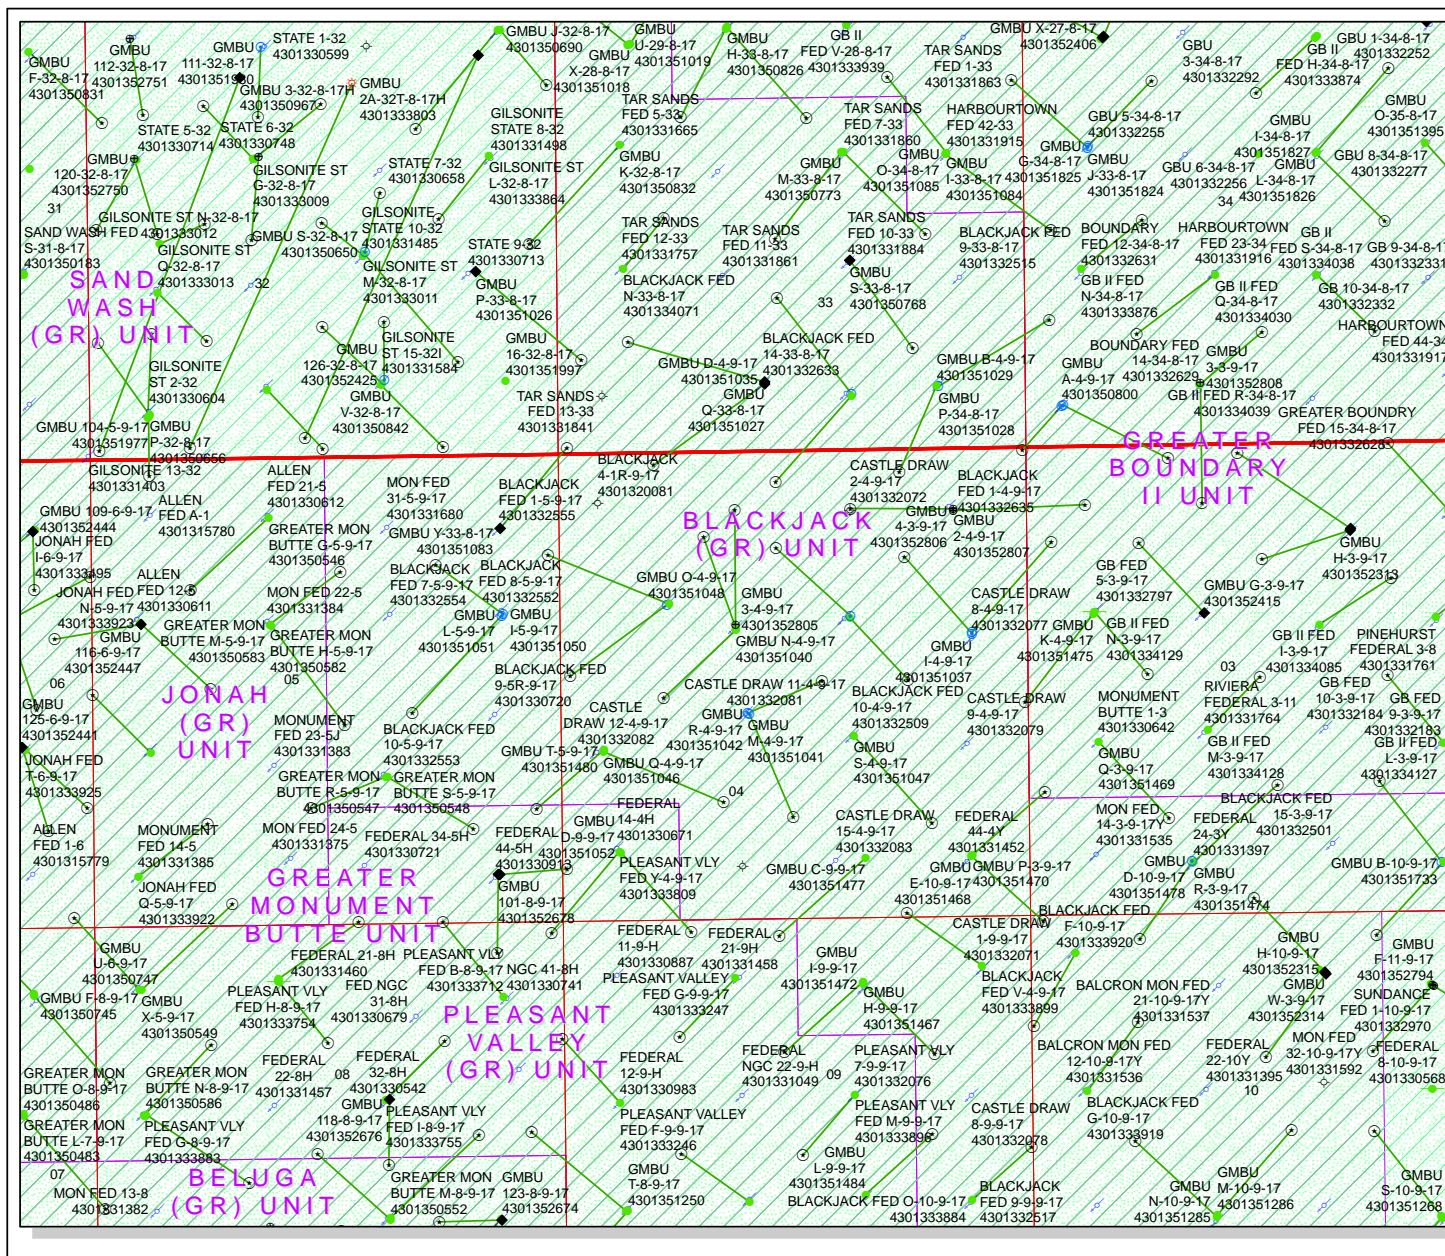 GMBU
F-32-8-17
4301350831
GMBU
112-32-8-17
4301352751
GMBU
111-32-8-17
STATE 1-32
4301330599
GMBU 3-32-8-17H
4301350967
GMBU
2A-32T-8-17H
4301333803
GMBU J-32-8-17
4301350690
GMBU
X-28-8-17
4301351018
GMBU
U-29-8-17
4301351019
GMBU
H-33-8-17
4301350826
GB II
FED V-28-8-17
4301333939
TAR SANDS
FED 1-33
4301331863
GMBU X-27-8-17
4301352406
GBU
3-34-8-17
4301332292
GB II
FED H-34-8-17
4301333874
GBU 1-34-8-17
4301332252
GMBU
O-35-8-17
4301351395
STATE 5-32
4301330714
STATE 6-32
4301330748
GILSONITE
STATE 8-32
4301331498
TAR SANDS
FED 5-33
4301331665
TAR SANDS
FED 7-33
4301331860
HARBOURTOWN
FED 42-33
4301331915
GBU 5-34-8-17
4301332255
GMBU
I-34-8-17
4301351827
GBU 8-34-8-17
4301332277
GMBU
120-32-8-17
4301352750
GILSONITE ST
G-32-8-17
4301333009
STATE 7-32
4301330658
GILSONITE ST
L-32-8-17
4301333864
GMBU
K-32-8-17
4301350832
GMBU
M-33-8-17
4301350773
GMBU
O-34-8-17
4301351085
GMBU
I-33-8-17
4301351084
GMBU
G-34-8-17
4301351825
GMBU
J-33-8-17
4301351824
GBU 6-34-8-17
4301332256
34
GMBU
L-34-8-17
4301351826
31
SAND WASH FED
S-31-8-17
4301350183
GILSONITE ST N-32-8-17
4301333012
GILSONITE ST
Q-32-8-17
4301333013
GMBU S-32-8-17
4301350650
GILSONITE
STATE 10-32
4301331485
GILSONITE ST
M-32-8-17
4301333011
STATE 9-32
4301330713
GMBU
P-33-8-17
4301351026
TAR SANDS
FED 12-33
4301331757
BLACKJACK FED
N-33-8-17
4301334071
TAR SANDS
FED 11-33
4301331861
TAR SANDS
FED 10-33
4301331884
GMBU
S-33-8-17
4301350768
BLACKJACK FED
9-33-8-17
4301332515
BOUNDARY
FED 12-34-8-17
4301332631
GB II FED
N-34-8-17
4301333876
HARBOURTOWN
FED 23-34
4301331916
GB II FED
Q-34-8-17
4301334030
GB II
FED S-34-8-17
4301334038
GB 9-34-8-17
4301332331
GB 10-34-8-17
4301332332
HARBOURTOWN
FED 44-34
4301331917
32
33
SAND
WASH
(GR) UNIT
GILSONITE
ST 2-32
4301330604
GMBU
126-32-8-17
4301352425
GILSONITE
ST 15-32I
4301331584
GMBU
V-32-8-17
4301350842
GMBU
16-32-8-17
4301351997
TAR SANDS
FED 13-33
4301331841
GMBU D-4-9-17
4301351035
GMBU
Q-33-8-17
4301351027
BLACKJACK FED
14-33-8-17
4301332633
GMBU B-4-9-17
4301351029
GMBU
P-34-8-17
4301351028
GMBU
A-4-9-17
4301350800
BOUNDARY FED
14-34-8-17
4301332629
GMBU
3-3-9-17
4301352808
GB II FED R-34-8-17
4301334039
GREATER BOUNDRY
FED 15-34-8-17
4301332628
GMBU 104-5-9-17
4301351977
GMBU
P-32-8-17
4301350656
GILSONITE 13-32
4301331403
GREATER
BOUNDARY
II UNIT
ALLEN
FED 21-5
4301330612
MON FED
31-5-9-17
4301331680
BLACKJACK
FED 1-5-9-17
4301332555
BLACKJACK
4-1R-9-17
4301320081
CASTLE DRAW
2-4-9-17
4301332072
BLACKJACK
FED 1-4-9-17
4301332635
GMBU 109-6-9-17
4301352444
ALLEN
FED A-1
4301315780
GREATER MON
BUTTE G-5-9-17
4301350546
GMBU Y-33-8-17
4301351083
BLACKJACK
(GR) UNIT
GMBU
4-3-9-17
4301352806
GMBU
2-4-9-17
4301352807
GMBU
H-3-9-17
4301352313
JONAH FED
I-6-9-17
4301333495
JONAH FED
N-5-9-17
4301333923
ALLEN
FED 12-5
4301330611
MON FED 22-5
4301331384
BLACKJACK
FED 7-5-9-17
4301332554
BLACKJACK
FED 8-5-9-17
4301332552
GMBU O-4-9-17
4301351048
GMBU
3-4-9-17
4301352805
CASTLE DRAW
8-4-9-17
4301332077
GB FED
5-3-9-17
4301332797
GMBU G-3-9-17
4301352415
GMBU
116-6-9-17
4301352447
GREATER MON
BUTTE M-5-9-17
4301350583
GREATER MON
BUTTE H-5-9-17
4301350582
05
GMBU
L-5-9-17
4301351051
GMBU
I-5-9-17
4301351050
GMBU N-4-9-17
4301351040
GMBU
I-4-9-17
4301351037
GMBU
K-4-9-17
4301351475
GB II FED
N-3-9-17
4301334129
03
GB II FED
I-3-9-17
4301334085
PINEHURST
FEDERAL 3-8
4301331761
06
GMBU
125-6-9-17
4301352441
JONAH
(GR)
UNIT
BLACKJACK FED
9-5R-9-17
4301330720
CASTLE DRAW 11-4-9-17
4301332081
BLACKJACK FED
10-4-9-17
4301332509
CASTLE DRAW
9-4-9-17
4301332079
MONUMENT
BUTTE 1-3
4301330642
RIVIERA
FEDERAL 3-11
4301331764
GB FED
10-3-9-17
4301332184
GB FED
9-3-9-17
4301332183
JONAH FED
T-6-9-17
4301333925
MONUMENT
FED 23-5J
4301331383
BLACKJACK FED
10-5-9-17
4301332553
CASTLE
DRAW 12-4-9-17
4301332082
GMBU T-5-9-17
4301351480
GMBU Q-4-9-17
4301351046
GMBU
R-4-9-17
4301351042
GMBU
M-4-9-17
4301351041
GMBU
S-4-9-17
4301351047
GMBU
Q-3-9-17
4301351469
GB II FED
M-3-9-17
4301334128
GB II FED
L-3-9-17
4301334127
GREATER MON
BUTTE R-5-9-17
4301350547
GREATER MON
BUTTE S-5-9-17
4301350548
04
ALLEN
FED 1-6
4301315779
MONUMENT
FED 14-5
4301331385
MON FED 24-5
4301331375
FEDERAL 34-5H
4301330721
FEDERAL
44-5H
4301330913
GMBU
D-9-9-17
4301351052
FEDERAL
14-4H
4301330671
CASTLE DRAW
15-4-9-17
4301332083
FEDERAL
44-4Y
4301331452
MON FED
14-3-9-17Y
4301331535
FEDERAL
24-3Y
4301331397
BLACKJACK FED
15-3-9-17
4301332501
JONAH FED
Q-5-9-17
4301333922
GREATER
MONUMENT
BUTTE UNIT
GMBU
101-8-9-17
4301352678
PLEASANT VLY
FED Y-4-9-17
4301333809
GMBU C-9-9-17
4301351477
GMBU
E-10-9-17
4301351468
GMBU P-3-9-17
4301351470
GMBU
D-10-9-17
4301351478
GMBU
R-3-9-17
4301351474
GMBU B-10-9-17
4301351733
GMBU
U-6-9-17
4301350747
FEDERAL 21-8H
4301331460
PLEASANT VLY
FED B-8-9-17
4301333712
NGC 41-8H
4301330741
FEDERAL
11-9-H
4301330887
FEDERAL
21-9H
4301331458
GMBU
I-9-9-17
4301351472
CASTLE DRAW
1-9-9-17
4301332071
BLACKJACK FED
F-10-9-17
4301333920
GMBU
H-10-9-17
4301352315
GMBU
F-11-9-17
4301352794
GMBU F-8-9-17
4301350745
GMBU
X-5-9-17
4301350549
PLEASANT VLY
FED H-8-9-17
4301333754
FED NGC
31-8H
4301330679
PLEASANT
VALLEY
(GR) UNIT
PLEASANT VALLEY
FED G-9-9-17
4301333247
GMBU
H-9-9-17
4301351467
BLACKJACK
FED V-4-9-17
4301333899
BALCRON MON FED
21-10-9-17Y
4301331537
GMBU
W-3-9-17
4301352314
SUNDANCE
FED 1-10-9-17
4301332970
GREATER MON
BUTTE O-8-9-17
4301350486
GREATER MON
BUTTE N-8-9-17
4301350586
FEDERAL
22-8H
4301331457
08
FEDERAL
32-8H
4301330542
FEDERAL
12-9-H
4301330983
FEDERAL
NGC 22-9-H
4301331049
09
PLEASANT VLY
7-9-9-17
4301332076
BALCRON MON FED
12-10-9-17Y
4301331536
FEDERAL
22-10Y
4301331395
10
MON FED
32-10-9-17Y
4301331592
FEDERAL
8-10-9-17
4301330568
GREATER MON
BUTTE L-7-9-17
4301350483
PLEASANT VLY
FED G-8-9-17
4301333883
GMBU
118-8-9-17
4301352676
PLEASANT VLY
FED I-8-9-17
4301333755
PLEASANT VALLEY
FED F-9-9-17
4301333246
PLEASANT VLY
FED M-9-9-17
4301333896
CASTLE DRAW
8-9-9-17
4301332078
BLACKJACK FED
G-10-9-17
4301333919
07
MON FED 13-8
4301331382
BELUGA
(GR) UNIT
GREATER MON
BUTTE M-8-9-17
4301350552
GMBU
123-8-9-17
4301352674
GMBU
T-8-9-17
4301351250
GMBU
L-9-9-17
4301351484
BLACKJACK FED O-10-9-17
4301333884
BLACKJACK
FED 9-9-9-17
4301332517
GMBU
N-10-9-17
4301351285
GMBU
M-10-9-17
4301351286
GMBU
S-10-9-17
4301351268